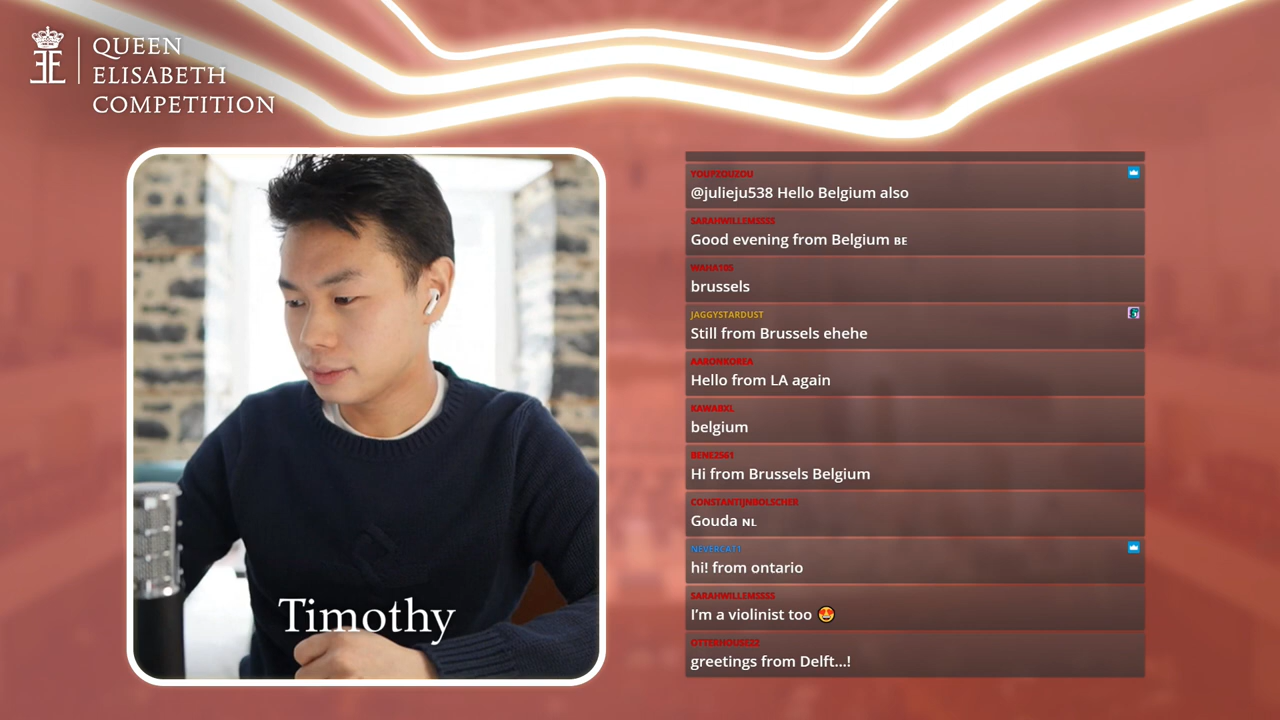 QUEEN
ELISABETH
COMPETITION
Timothy
YOUPZOUZOU
@julieju538 Hello Belgium also
SARAHWILLEMSSSS
Good evening from Belgium BE
WAHA105
brussels
JAGGYSTARDUST
Still from Brussels ehehe
AARONKOREA
Hello from LA again
KAWABXL
belgium
BENE2561
Hi from Brussels Belgium
CONSTANTIJNBOLSCHER
Gouda NL
NEVERCAT1
hi! from ontario
SARAHWILLEMSSSS
I'm a violinist too 😍
OTTERHOUSE22
greetings from Delft...!